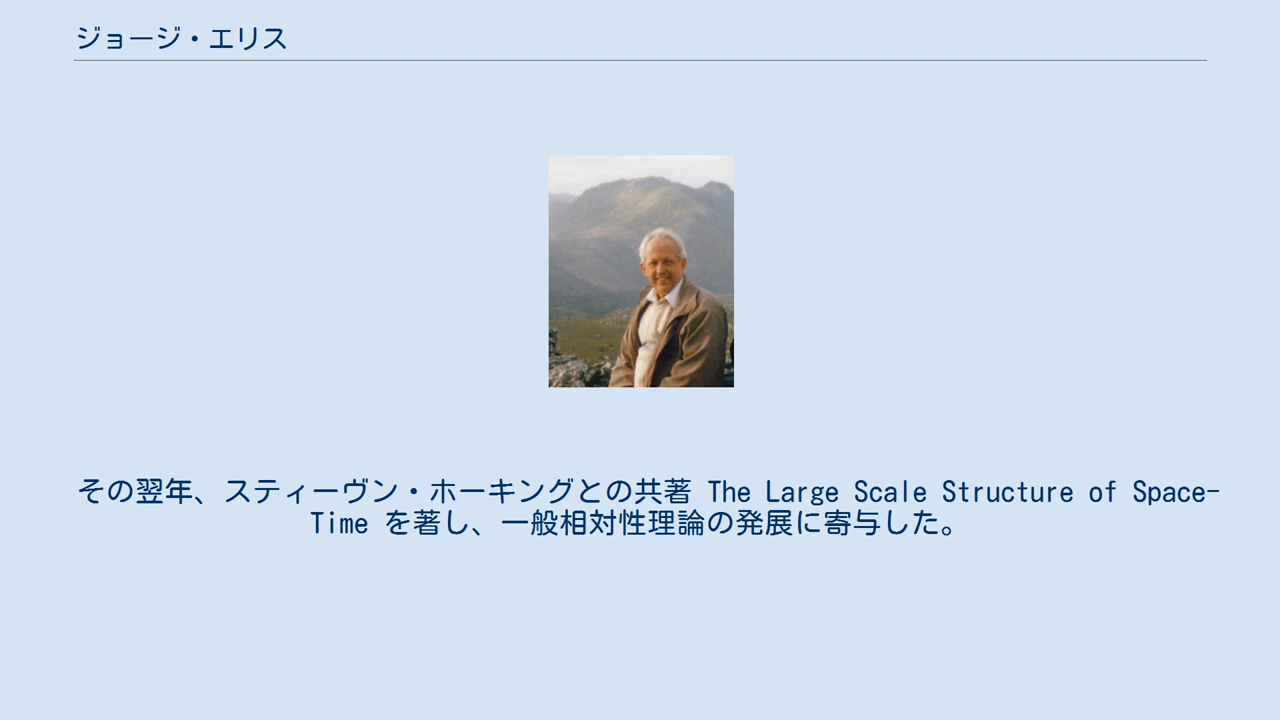 ジョージ・エリス
その翌年、スティーヴン・ホーキングとの共著 The Large Scale Structure of Space-
Time を著し、一般相対性理論の発展に寄与した。